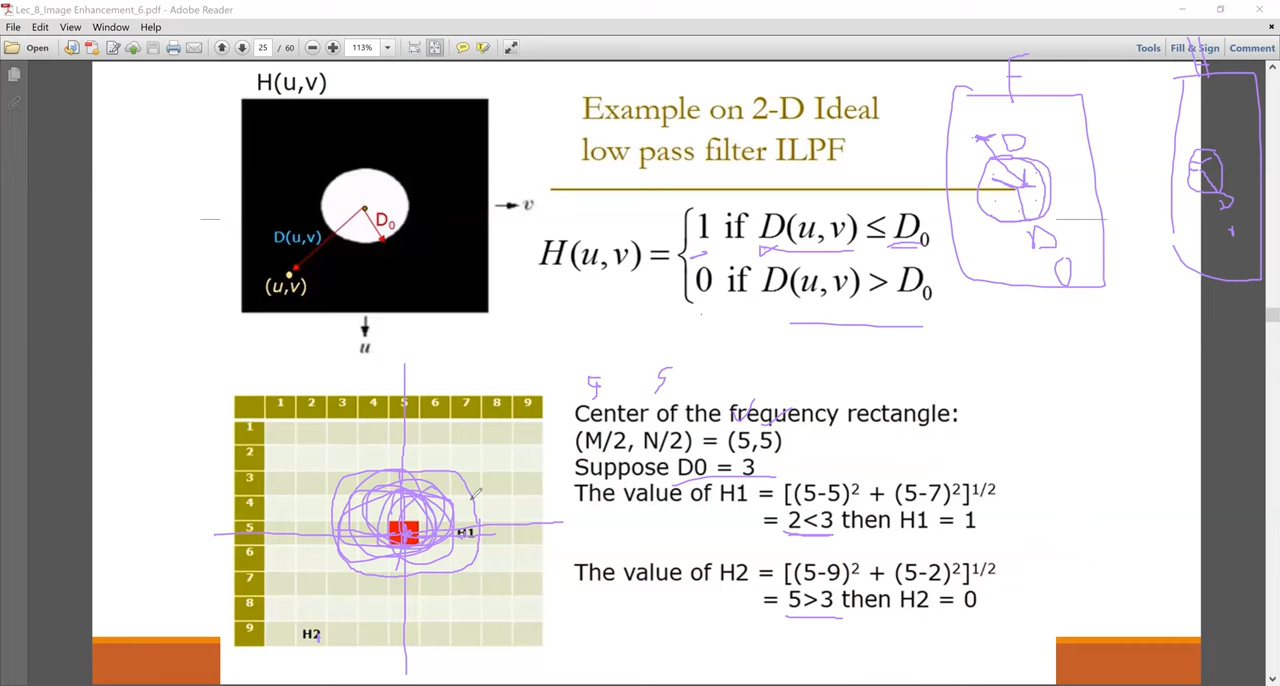 Lec_8_Image Enhancement_6.pdf - Adobe Reader
File Edit View Window Help
Open 25 / 60 113% Tools Fill & Sign Comment
H(u,v)
Example on 2-D Ideal
low pass filter ILPF
D₀
D(u,v)
(u,v)
v
u
H(u,v) = { 1 if D(u,v) ≤ D₀
0 if D(u,v) > D₀
F
D
D
0
H
D
5 5
1 2 3 4 5 6 7 8 9
1
2
3
4
5 H1
6
7
8
9 H2
Center of the frequency rectangle:
(M/2, N/2) = (5,5)
Suppose D0 = 3
The value of H1 = [(5-5)² + (5-7)²]¹/²
= 2<3 then H1 = 1
The value of H2 = [(5-9)² + (5-2)²]¹/²
= 5>3 then H2 = 0